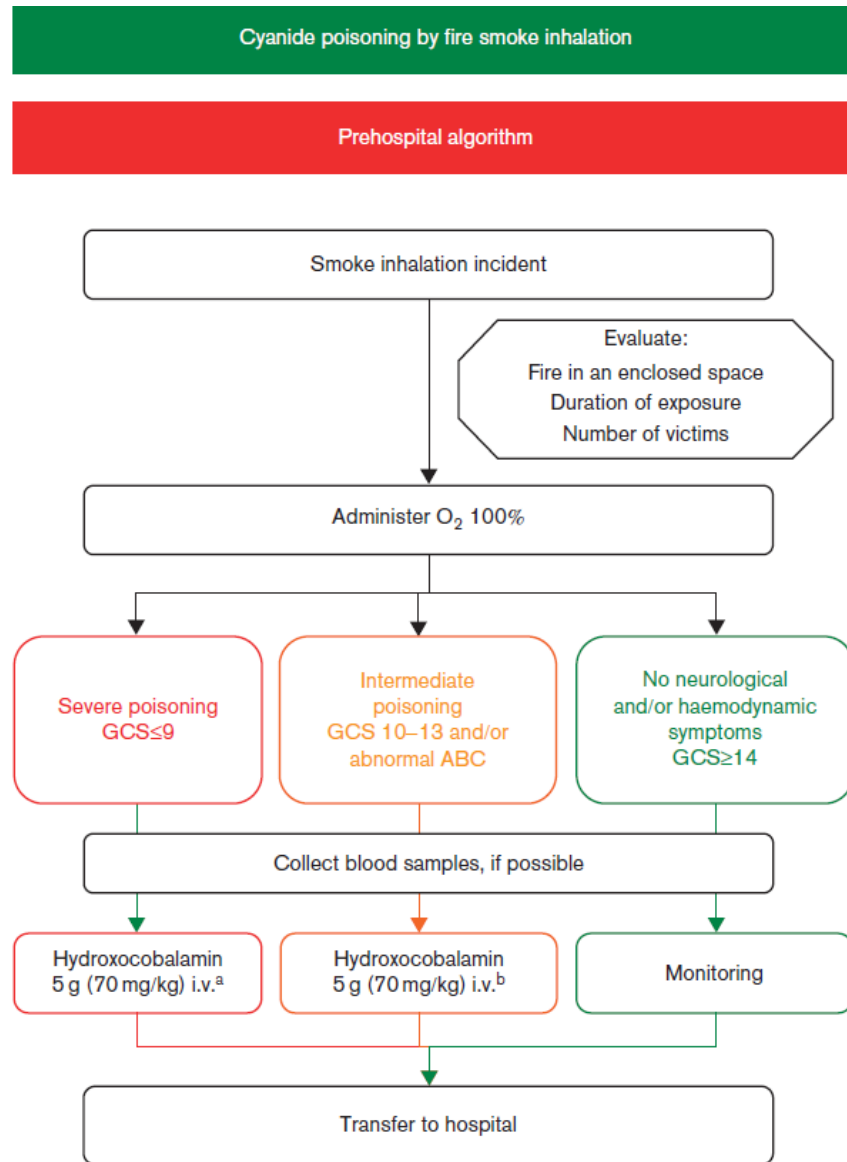 Cyanide poisoning by fire smoke inhalation
Prehospital algorithm
Smoke inhalation incident
Evaluate:
Fire in an enclosed space
Duration of exposure
Number of victims
Administer O₂ 100%
Severe poisoning
GCS≤9
Intermediate
poisoning
GCS 10–13 and/or
abnormal ABC
No neurological
and/or haemodynamic
symptoms
GCS≥14
Collect blood samples, if possible
Hydroxocobalamin
5 g (70 mg/kg) i.v.ᵃ
Hydroxocobalamin
5 g (70 mg/kg) i.v.ᵇ
Monitoring
Transfer to hospital